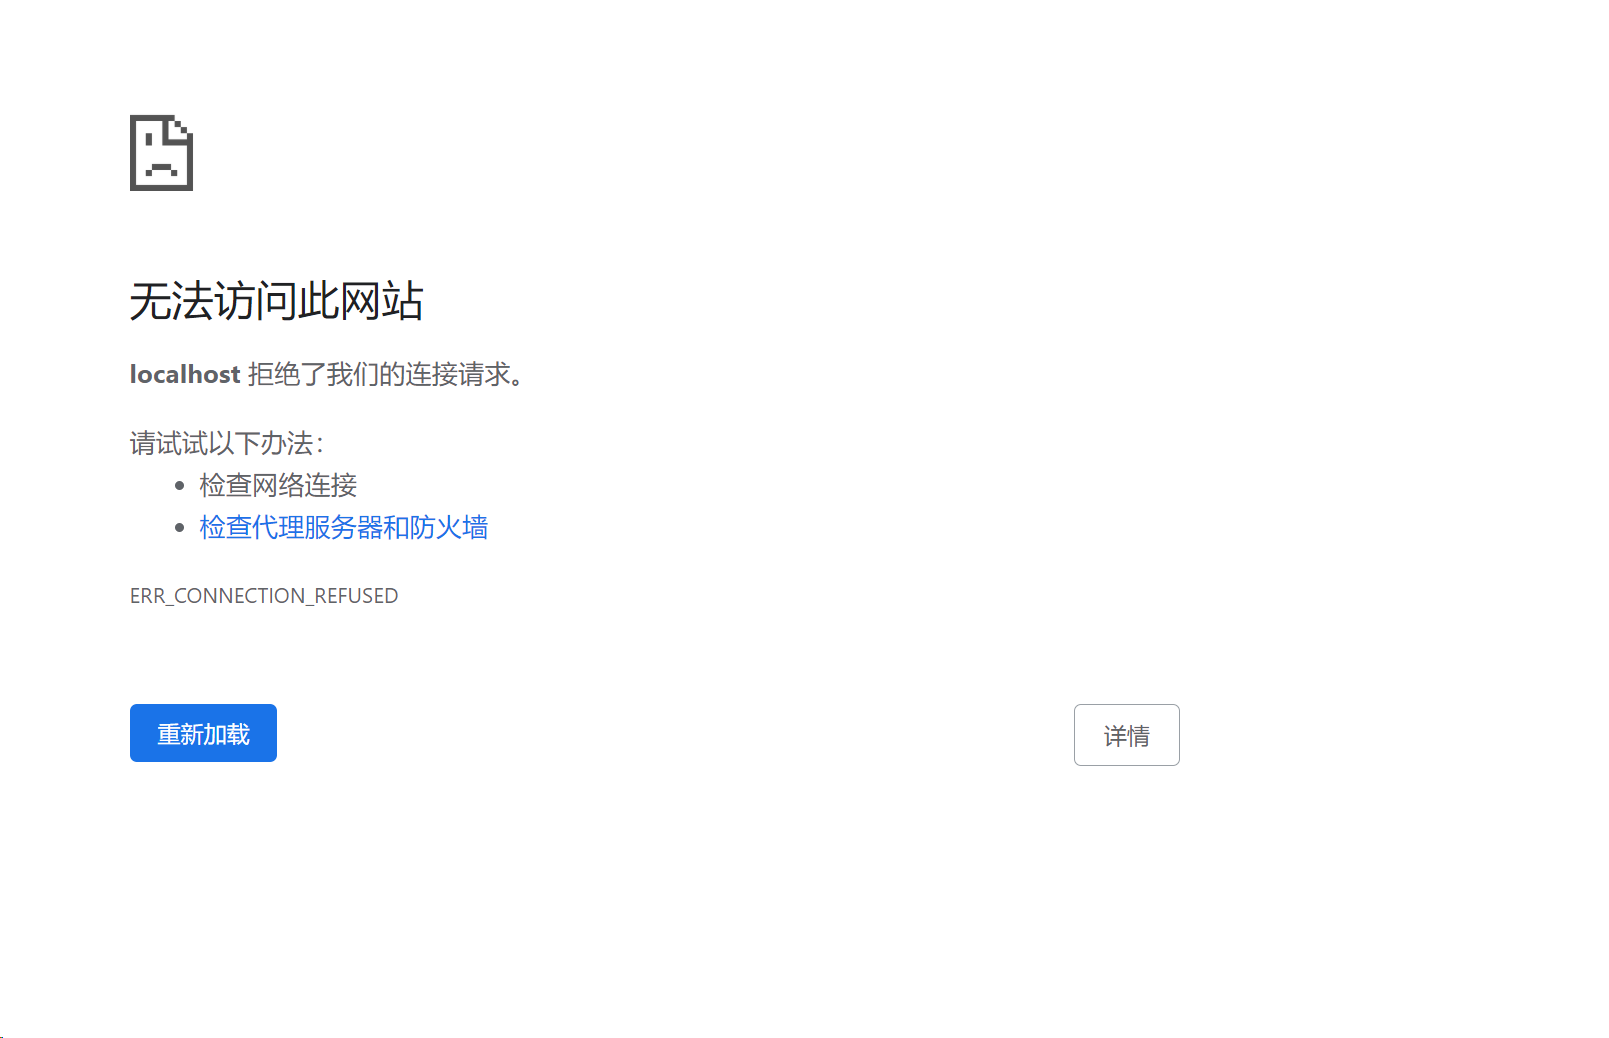 无法访问此网站
localhost 拒绝了我们的连接请求。
请试试以下办法：
检查网络连接
检查代理服务器和防火墙
ERR_CONNECTION_REFUSED
重新加载
详情